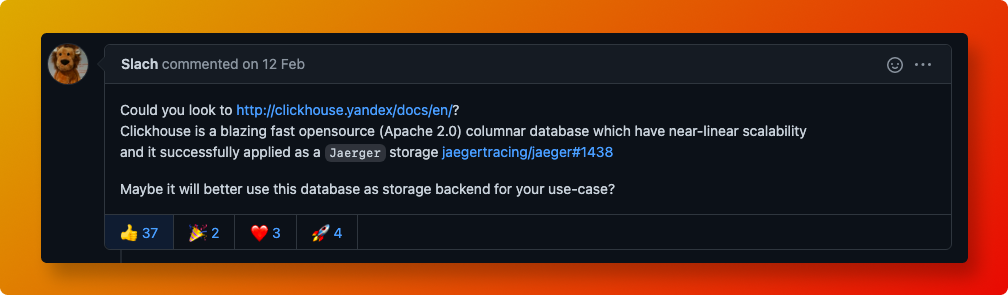 Slach commented on 12 Feb
Could you look to http://clickhouse.yandex/docs/en/?
Clickhouse is a blazing fast opensource (Apache 2.0) columnar database which have near-linear scalability
and it successfully applied as a Jaerger storage jaegertracing/jaeger#1438
Maybe it will better use this database as storage backend for your use-case?
👍 37 🎉 2 ❤️ 3 🚀 4